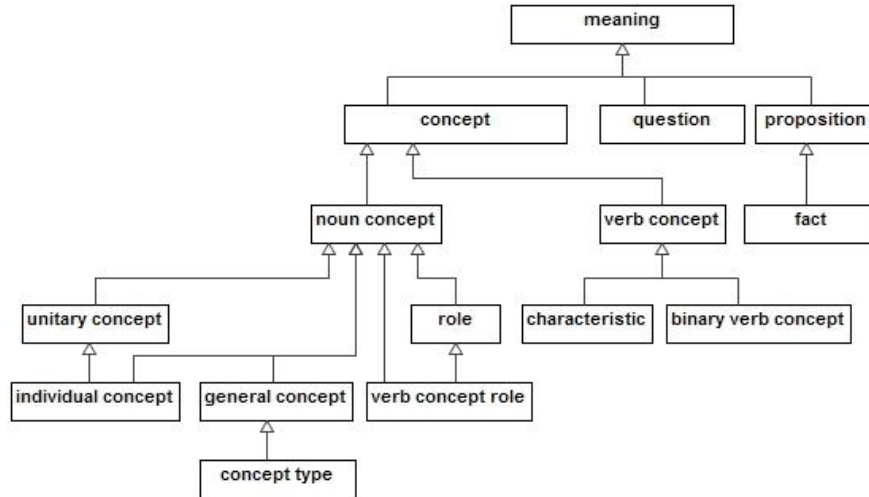 meaning
concept
question
proposition
noun concept
verb concept
fact
unitary concept
role
characteristic
binary verb concept
individual concept
general concept
verb concept role
concept type